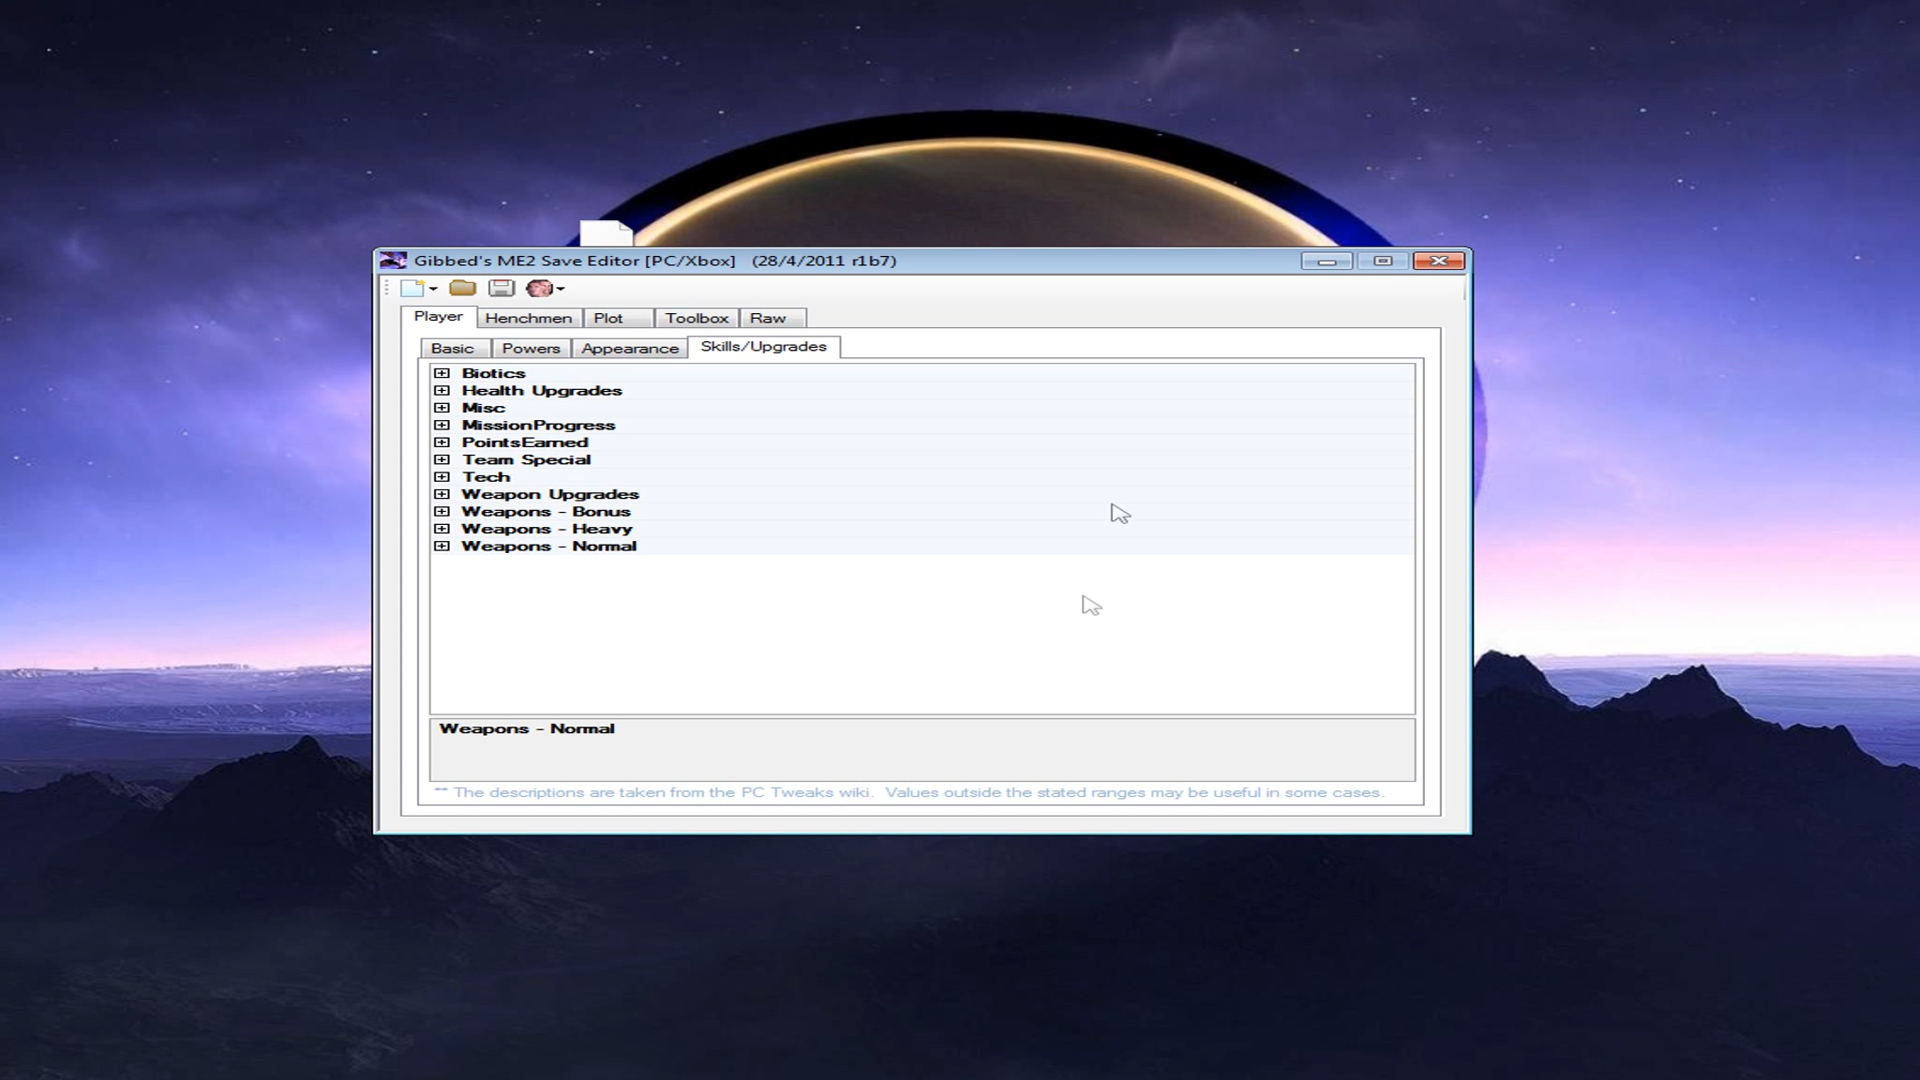 Gibbed's ME2 Save Editor [PC/Xbox] (28/4/2011 r1b7)
Player Henchmen Plot Toolbox Raw
Basic Powers Appearance Skills/Upgrades
Biotics
Health Upgrades
Misc
MissionProgress
PointsEarned
Team Special
Tech
Weapon Upgrades
Weapons - Bonus
Weapons - Heavy
Weapons - Normal
Weapons - Normal
** The descriptions are taken from the PC Tweaks wiki. Values outside the stated ranges may be useful in some cases.